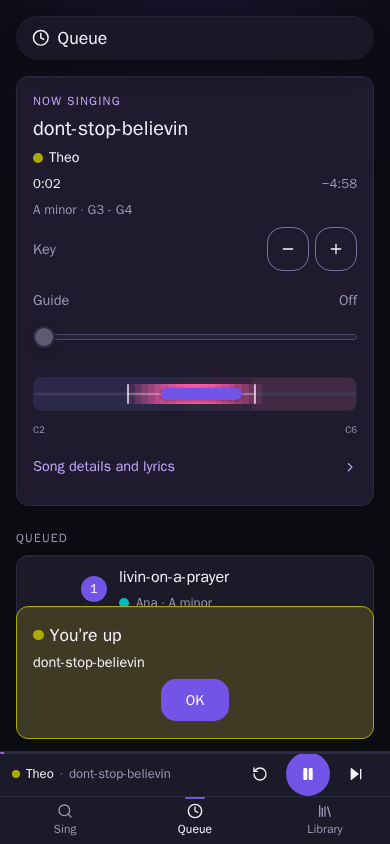 Queue
NOW SINGING
dont-stop-believin
Theo
0:02 −4:58
A minor · G3 - G4
Key − +
Guide Off
C2 C6
Song details and lyrics
QUEUED
1 livin-on-a-prayer
Ana · A minor
You're up
dont-stop-believin
OK
Theo · dont-stop-believin
Sing Queue Library